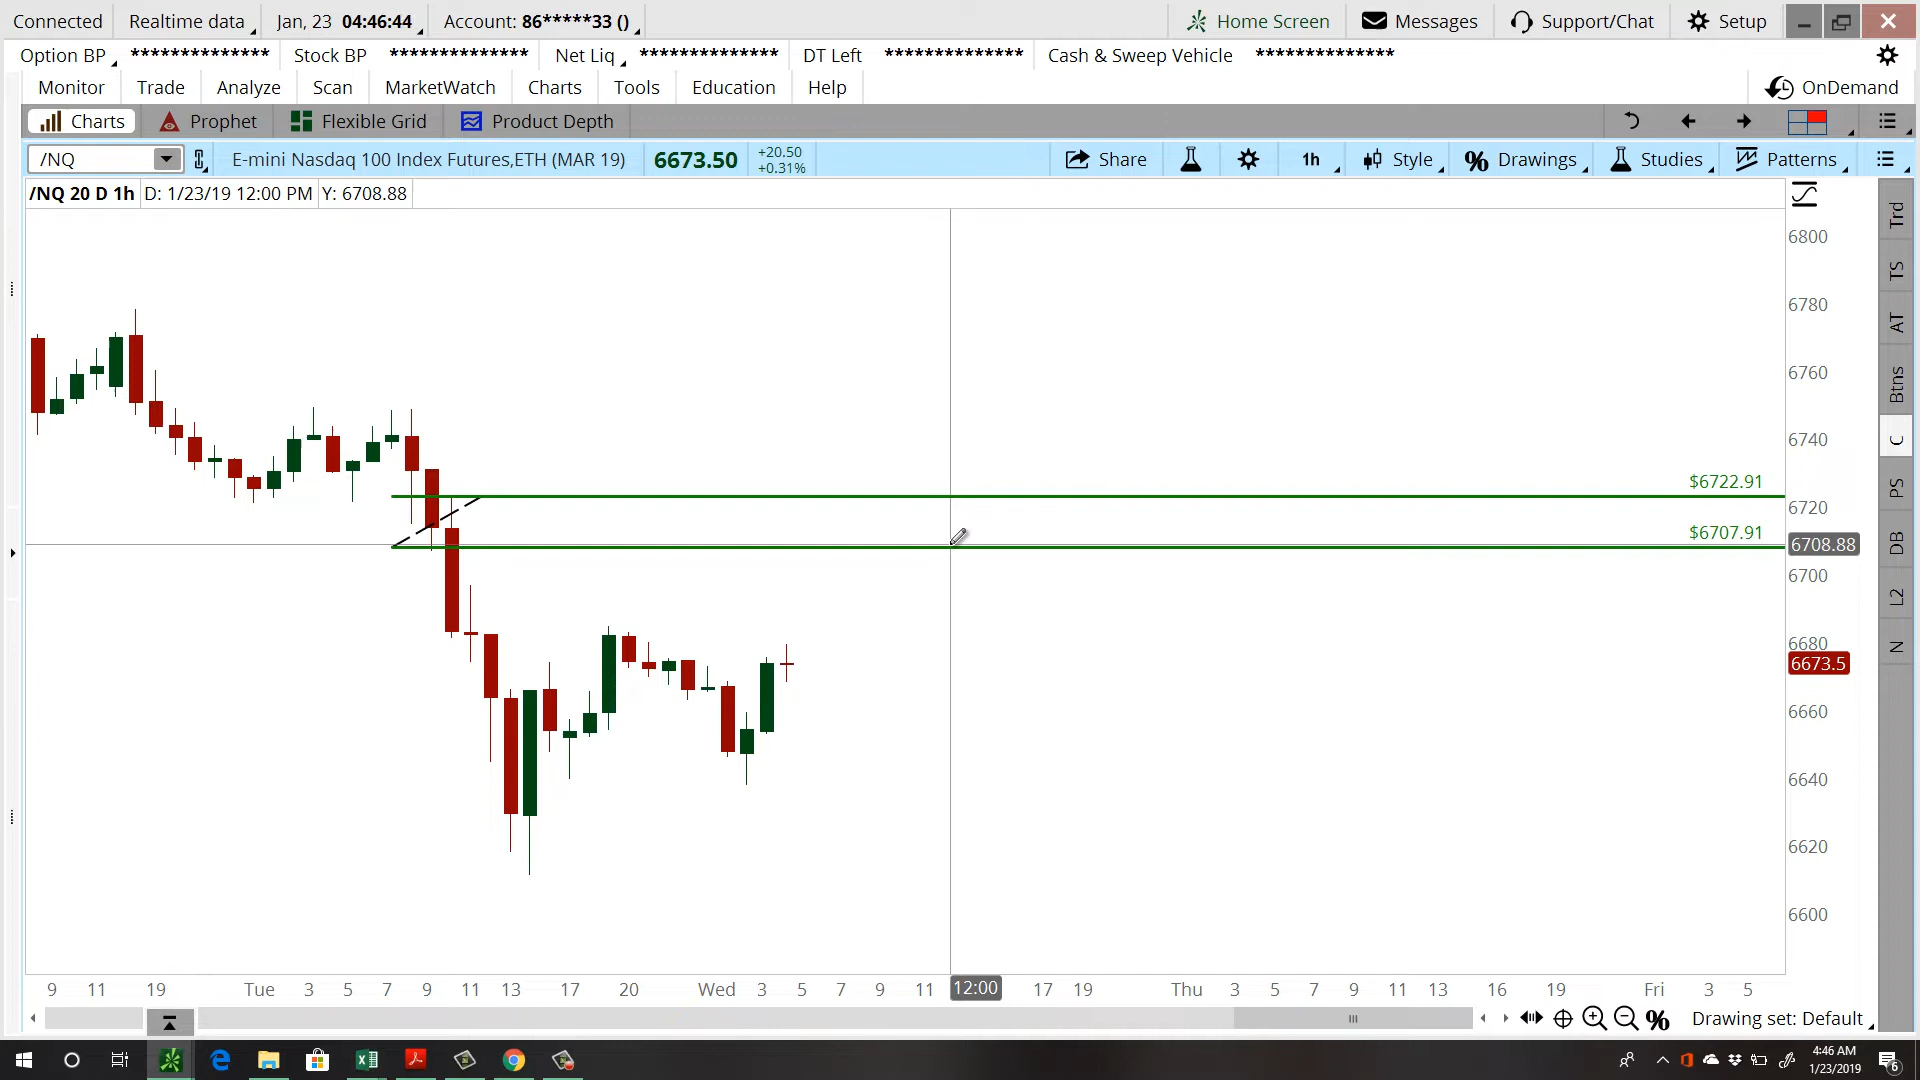 Connected Realtime data Jan, 23 04:46:44 Account: 86*****33 () Home Screen Messages Support/Chat Setup
Option BP ************** Stock BP ************** Net Liq ************** DT Left ************** Cash & Sweep Vehicle **************
Monitor Trade Analyze Scan MarketWatch Charts Tools Education Help OnDemand
Charts Prophet Flexible Grid Product Depth
/NQ E-mini Nasdaq 100 Index Futures,ETH (MAR 19) 6673.50 +20.50 +0.31% Share 1h Style Drawings Studies Patterns
/NQ 20 D 1h D: 1/23/19 12:00 PM Y: 6708.88
6800
6780
6760
6740
$6722.91
6720
$6707.91
6708.88
6700
6680
6673.5
6660
6640
6620
6600
Trd
TS
AT
Btns
C
PS
DB
L2
N
9 11 19 Tue 3 5 7 9 11 13 17 20 Wed 3 5 7 9 11 12:00 17 19 Thu 3 5 7 9 11 13 16 19 Fri 3 5
Drawing set: Default
4:46 AM
1/23/2019
6